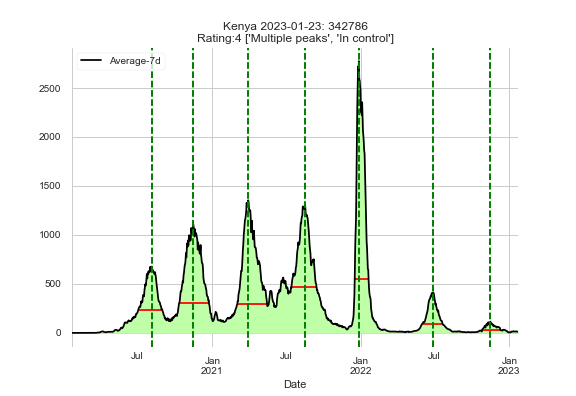 Kenya 2023-01-23: 342786
Rating:4 ['Multiple peaks', 'In control']
Average-7d
2500
2000
1500
1000
500
0
Jul
Jan
2021
Jul
Jan
2022
Jul
Jan
2023
Date